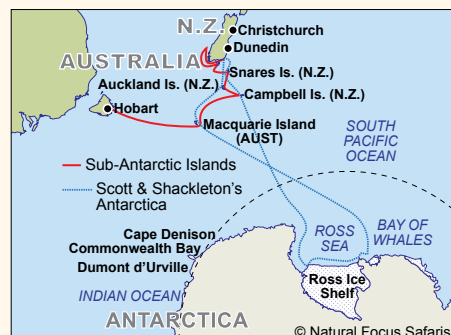 N.Z.
Christchurch
Dunedin
AUSTRALIA
Snares Is. (N.Z.)
Auckland Is. (N.Z.)
Campbell Is. (N.Z.)
Hobart
Macquarie Island
(AUST)
SOUTH
PACIFIC
OCEAN
Sub-Antarctic Islands
Scott & Shackleton's
Antarctica
Cape Denison
Commonwealth Bay
Dumont d'Urville
ROSS
SEA
BAY OF
WHALES
INDIAN OCEAN
Ross Ice
Shelf
ANTARCTICA
© Natural Focus Safaris